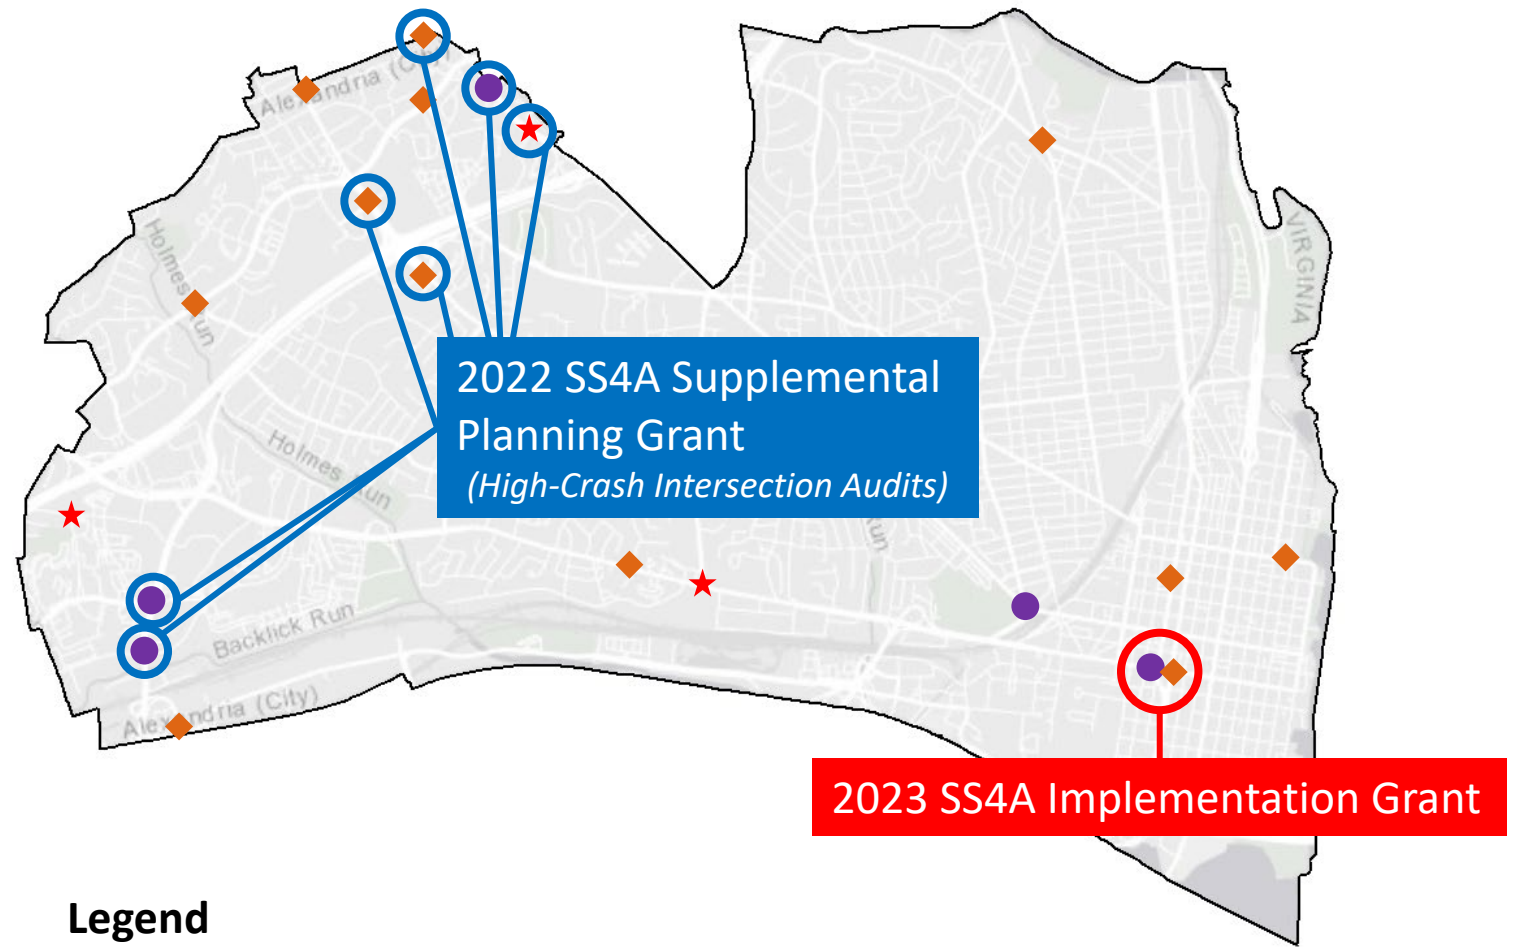 Alexandria (City)
Holmes Run
VIRGINIA
2022 SS4A Supplemental
Planning Grant
(High-Crash Intersection Audits)
Holmes Run
Run
Backlick Run
Alexandria (City)
2023 SS4A Implementation Grant
Legend